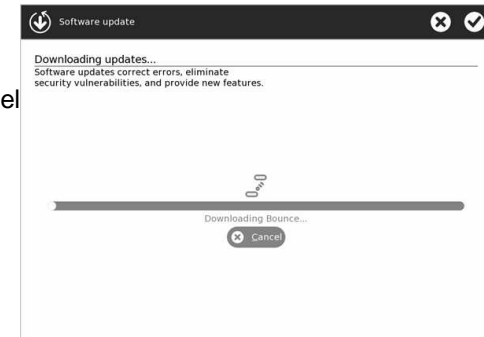 Software update
Downloading updates...
Software updates correct errors, eliminate
security vulnerabilities, and provide new features.
el
Downloading Bounce...
Cancel